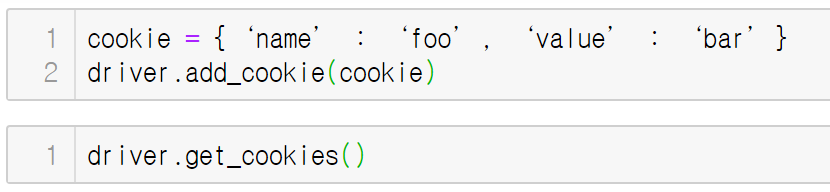 1 cookie = { ‘name’ : ‘foo’ , ‘value’ : ‘bar’ }
2 driver.add_cookie(cookie)
1 driver.get_cookies()